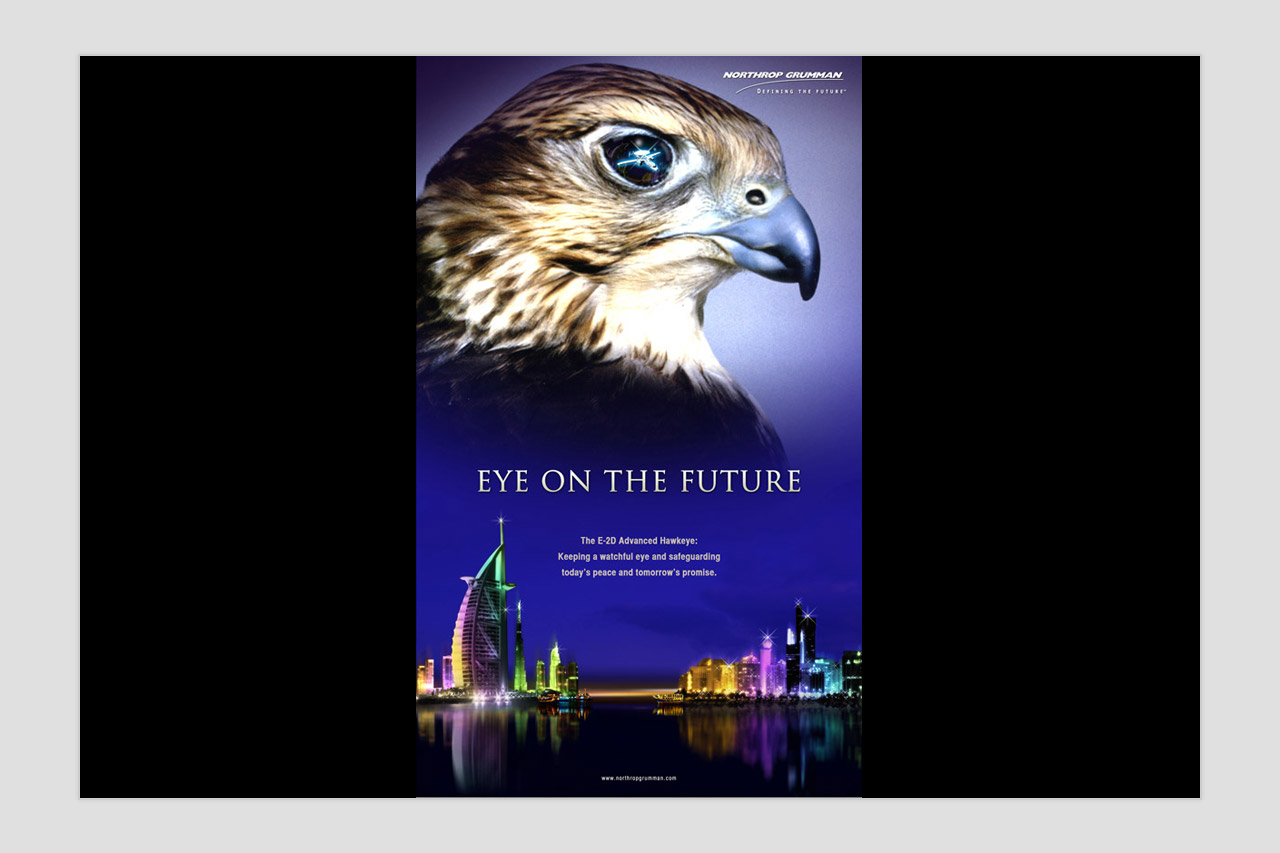 NORTHROP GRUMMAN
DEFINING THE FUTURE™
EYE ON THE FUTURE
The E-2D Advanced Hawkeye:
Keeping a watchful eye and safeguarding
today's peace and tomorrow's promise.
www.northropgrumman.com